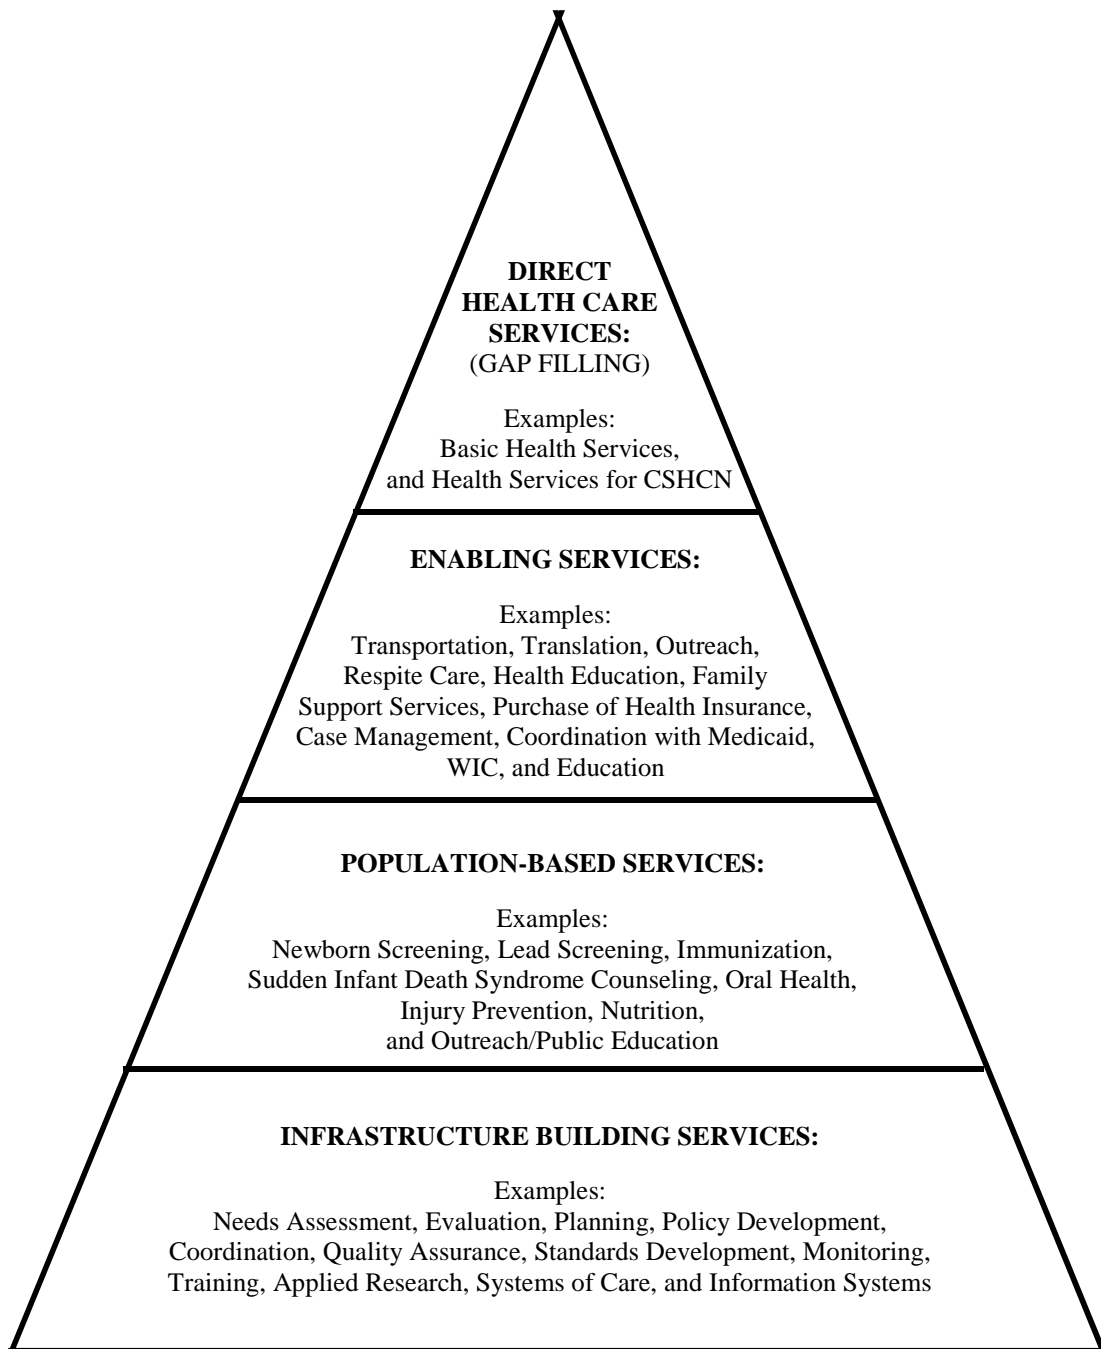 DIRECT
HEALTH CARE
SERVICES:
(GAP FILLING)
Examples:
Basic Health Services,
and Health Services for CSHCN
ENABLING SERVICES:
Examples:
Transportation, Translation, Outreach,
Respite Care, Health Education, Family
Support Services, Purchase of Health Insurance,
Case Management, Coordination with Medicaid,
WIC, and Education
POPULATION-BASED SERVICES:
Examples:
Newborn Screening, Lead Screening, Immunization,
Sudden Infant Death Syndrome Counseling, Oral Health,
Injury Prevention, Nutrition,
and Outreach/Public Education
INFRASTRUCTURE BUILDING SERVICES:
Examples:
Needs Assessment, Evaluation, Planning, Policy Development,
Coordination, Quality Assurance, Standards Development, Monitoring,
Training, Applied Research, Systems of Care, and Information Systems